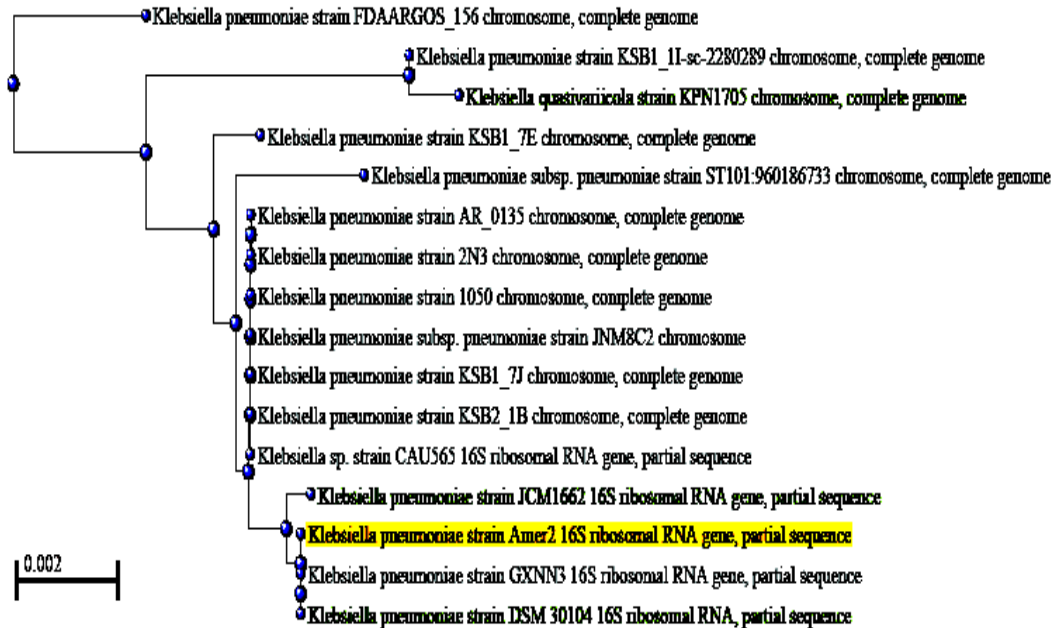 Klebsiella pneumoniae strain FDAARGOS_156 chromosome, complete genome
Klebsiella pneumoniae strain KSB1_1I-sc-2280289 chromosome, complete genome
Klebsiella quasivariicola strain KPN1705 chromosome, complete genome
Klebsiella pneumoniae strain KSB1_7E chromosome, complete genome
Klebsiella pneumoniae subsp. pneumoniae strain ST101:960186733 chromosome, complete genome
Klebsiella pneumoniae strain AR_0135 chromosome, complete genome
Klebsiella pneumoniae strain 2N3 chromosome, complete genome
Klebsiella pneumoniae strain 1050 chromosome, complete genome
Klebsiella pneumoniae subsp. pneumoniae strain JNM8C2 chromosome
Klebsiella pneumoniae strain KSB1_7J chromosome, complete genome
Klebsiella pneumoniae strain KSB2_1B chromosome, complete genome
Klebsiella sp. strain CAU565 16S ribosomal RNA gene, partial sequence
Klebsiella pneumoniae strain JCM1662 16S ribosomal RNA gene, partial sequence
Klebsiella pneumoniae strain Amer2 16S ribosomal RNA gene, partial sequence
Klebsiella pneumoniae strain GXNN3 16S ribosomal RNA gene, partial sequence
Klebsiella pneumoniae strain DSM 30104 16S ribosomal RNA, partial sequence
0.002